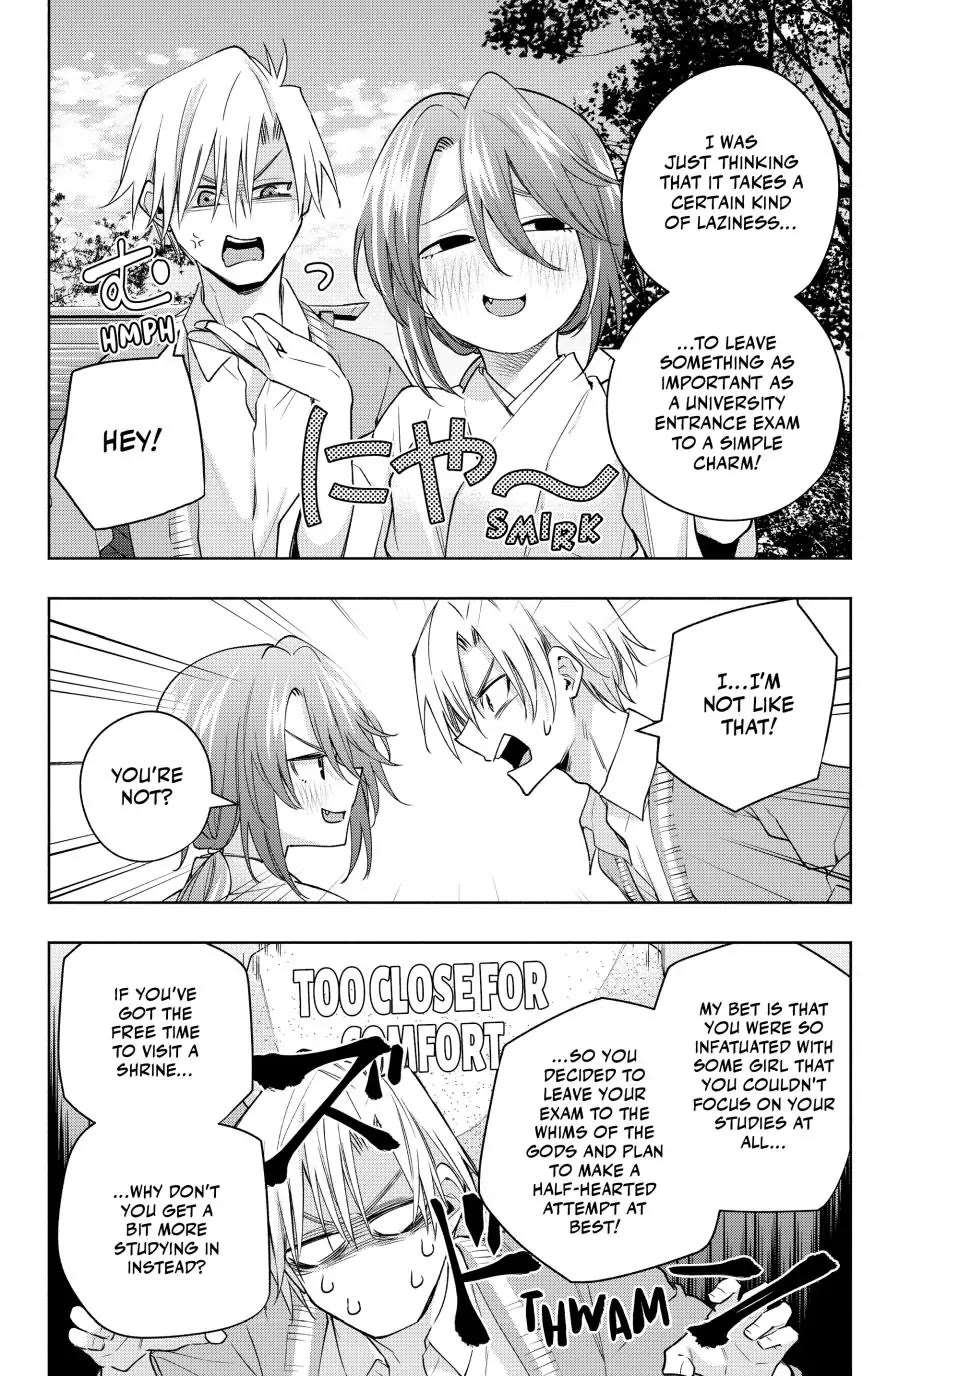 I WAS
JUST THINKING
THAT IT TAKES A
CERTAIN KIND
OF LAZINESS...
...TO LEAVE
SOMETHING AS
IMPORTANT AS
A UNIVERSITY
ENTRANCE EXAM
TO A SIMPLE
CHARM!
にや〜
SMIRK
む
HMPH
っ
HEY!
I...I'M
NOT LIKE
THAT!
YOU'RE
NOT?
MY BET IS THAT
YOU WERE SO
INFATUATED WITH
SOME GIRL THAT
YOU COULDN'T
FOCUS ON YOUR
STUDIES AT
ALL...
...SO YOU
DECIDED TO
LEAVE YOUR
EXAM TO THE
WHIMS OF THE
GODS AND PLAN
TO MAKE A
HALF-HEARTED
ATTEMPT AT
BEST!
TOO CLOSE FOR
COMFORT
ズドーン
THWAM
IF YOU'VE
GOT THE
FREE TIME
TO VISIT A
SHRINE...
...WHY DON'T
YOU GET A
BIT MORE
STUDYING IN
INSTEAD?